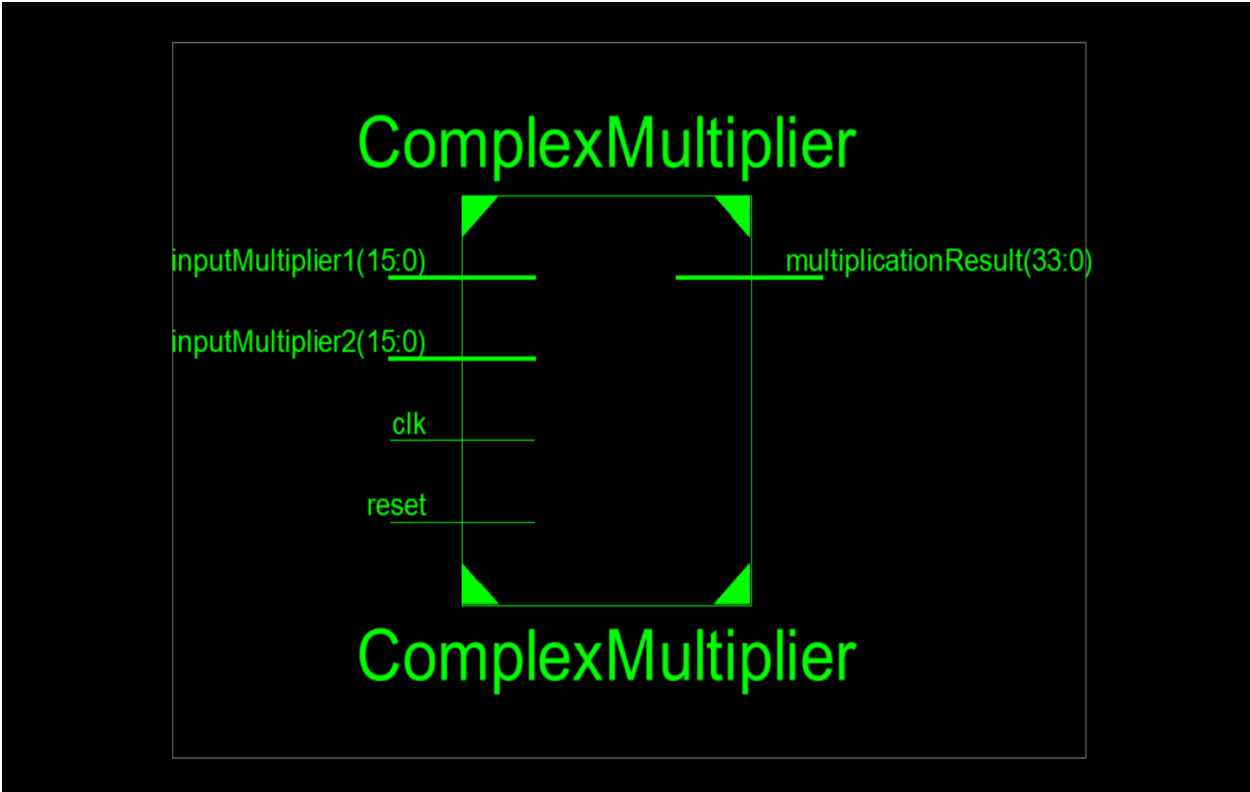 ComplexMultiplier
inputMultiplier1(15:0)
multiplicationResult(33:0)
inputMultiplier2(15:0)
clk
reset
ComplexMultiplier